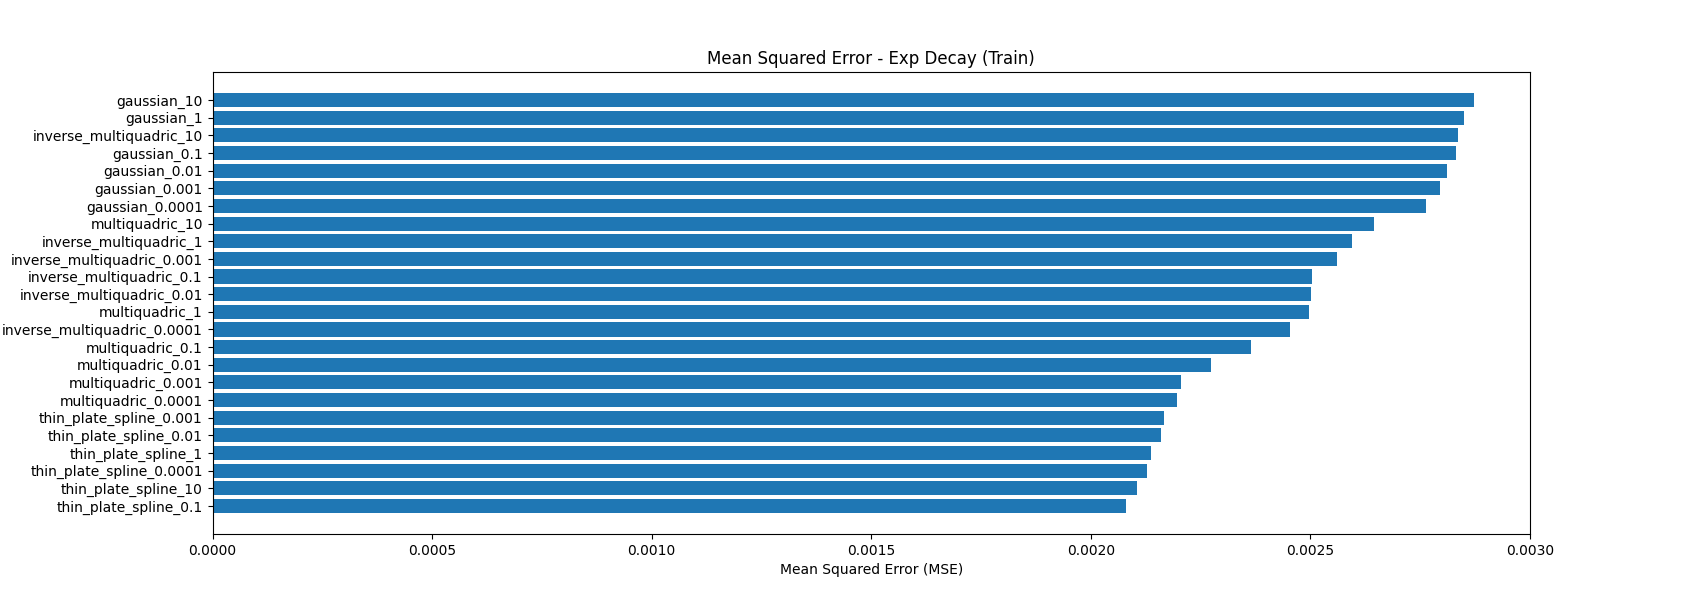 Mean Squared Error - Exp Decay (Train)
gaussian_10
gaussian_1
inverse_multiquadric_10
gaussian_0.1
gaussian_0.01
gaussian_0.001
gaussian_0.0001
multiquadric_10
inverse_multiquadric_1
inverse_multiquadric_0.001
inverse_multiquadric_0.1
inverse_multiquadric_0.01
multiquadric_1
inverse_multiquadric_0.0001
multiquadric_0.1
multiquadric_0.01
multiquadric_0.001
multiquadric_0.0001
thin_plate_spline_0.001
thin_plate_spline_0.01
thin_plate_spline_1
thin_plate_spline_0.0001
thin_plate_spline_10
thin_plate_spline_0.1
0.0000 0.0005 0.0010 0.0015 0.0020 0.0025 0.0030
Mean Squared Error (MSE)